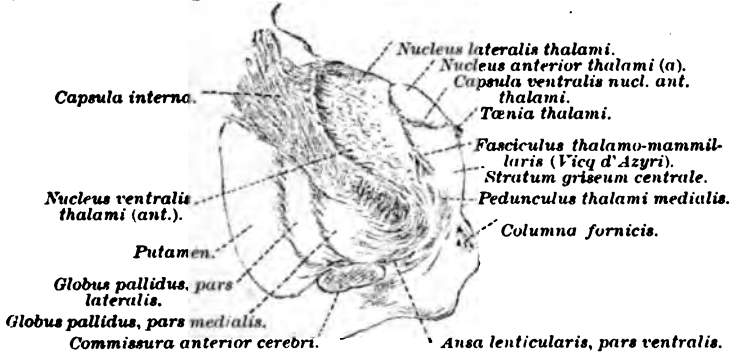 Nucleus lateralis thalami.
Nucleus anterior thalami (a).
Capsula ventralis nucl. ant.
thalami.
Tænia thalami.
Fasciculus thalamo-mammil-
laris (Vicq d'Azyri).
Stratum griseum centrale.
Pedunculus thalami medialis.
Columna fornicis.
Capsula interna.
Nucleus ventralis
thalami (ant.).
Putamen.
Globus pallidus, pars
lateralis.
Globus pallidus, pars medialis.
Commissura anterior cerebri.
Ansa lenticularis, pars ventralis.